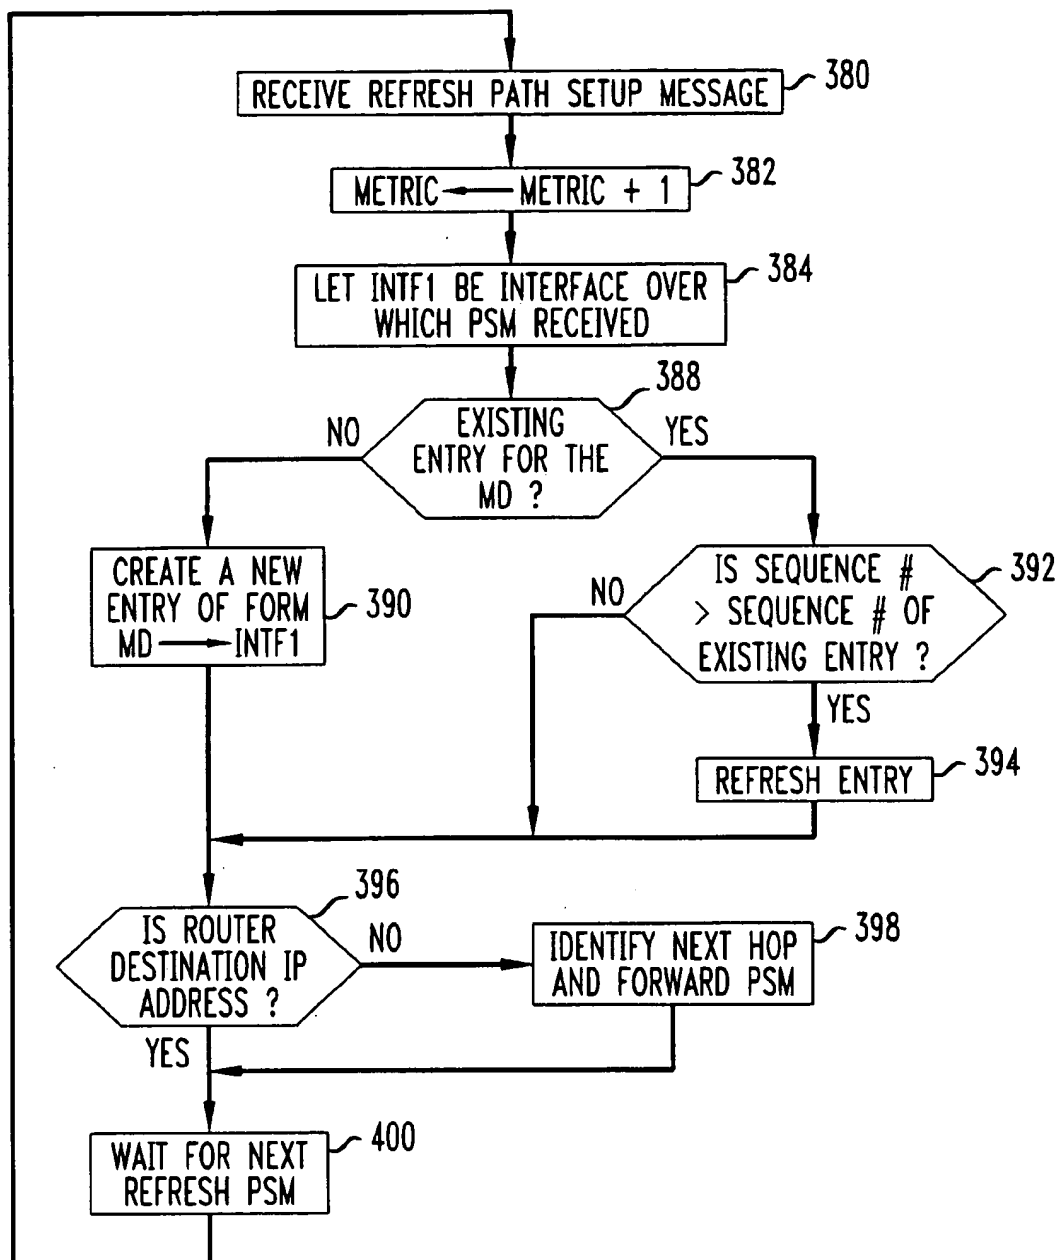 RECEIVE REFRESH PATH SETUP MESSAGE
380
METRIC ← METRIC + 1
382
LET INTF1 BE INTERFACE OVER
WHICH PSM RECEIVED
384
388
EXISTING
ENTRY FOR THE
MD ?
NO
YES
CREATE A NEW
ENTRY OF FORM
MD → INTF1
390
IS SEQUENCE #
> SEQUENCE # OF
EXISTING ENTRY ?
392
NO
YES
REFRESH ENTRY
394
396
IS ROUTER
DESTINATION IP
ADDRESS ?
NO
IDENTIFY NEXT HOP
AND FORWARD PSM
398
YES
WAIT FOR NEXT
REFRESH PSM
400